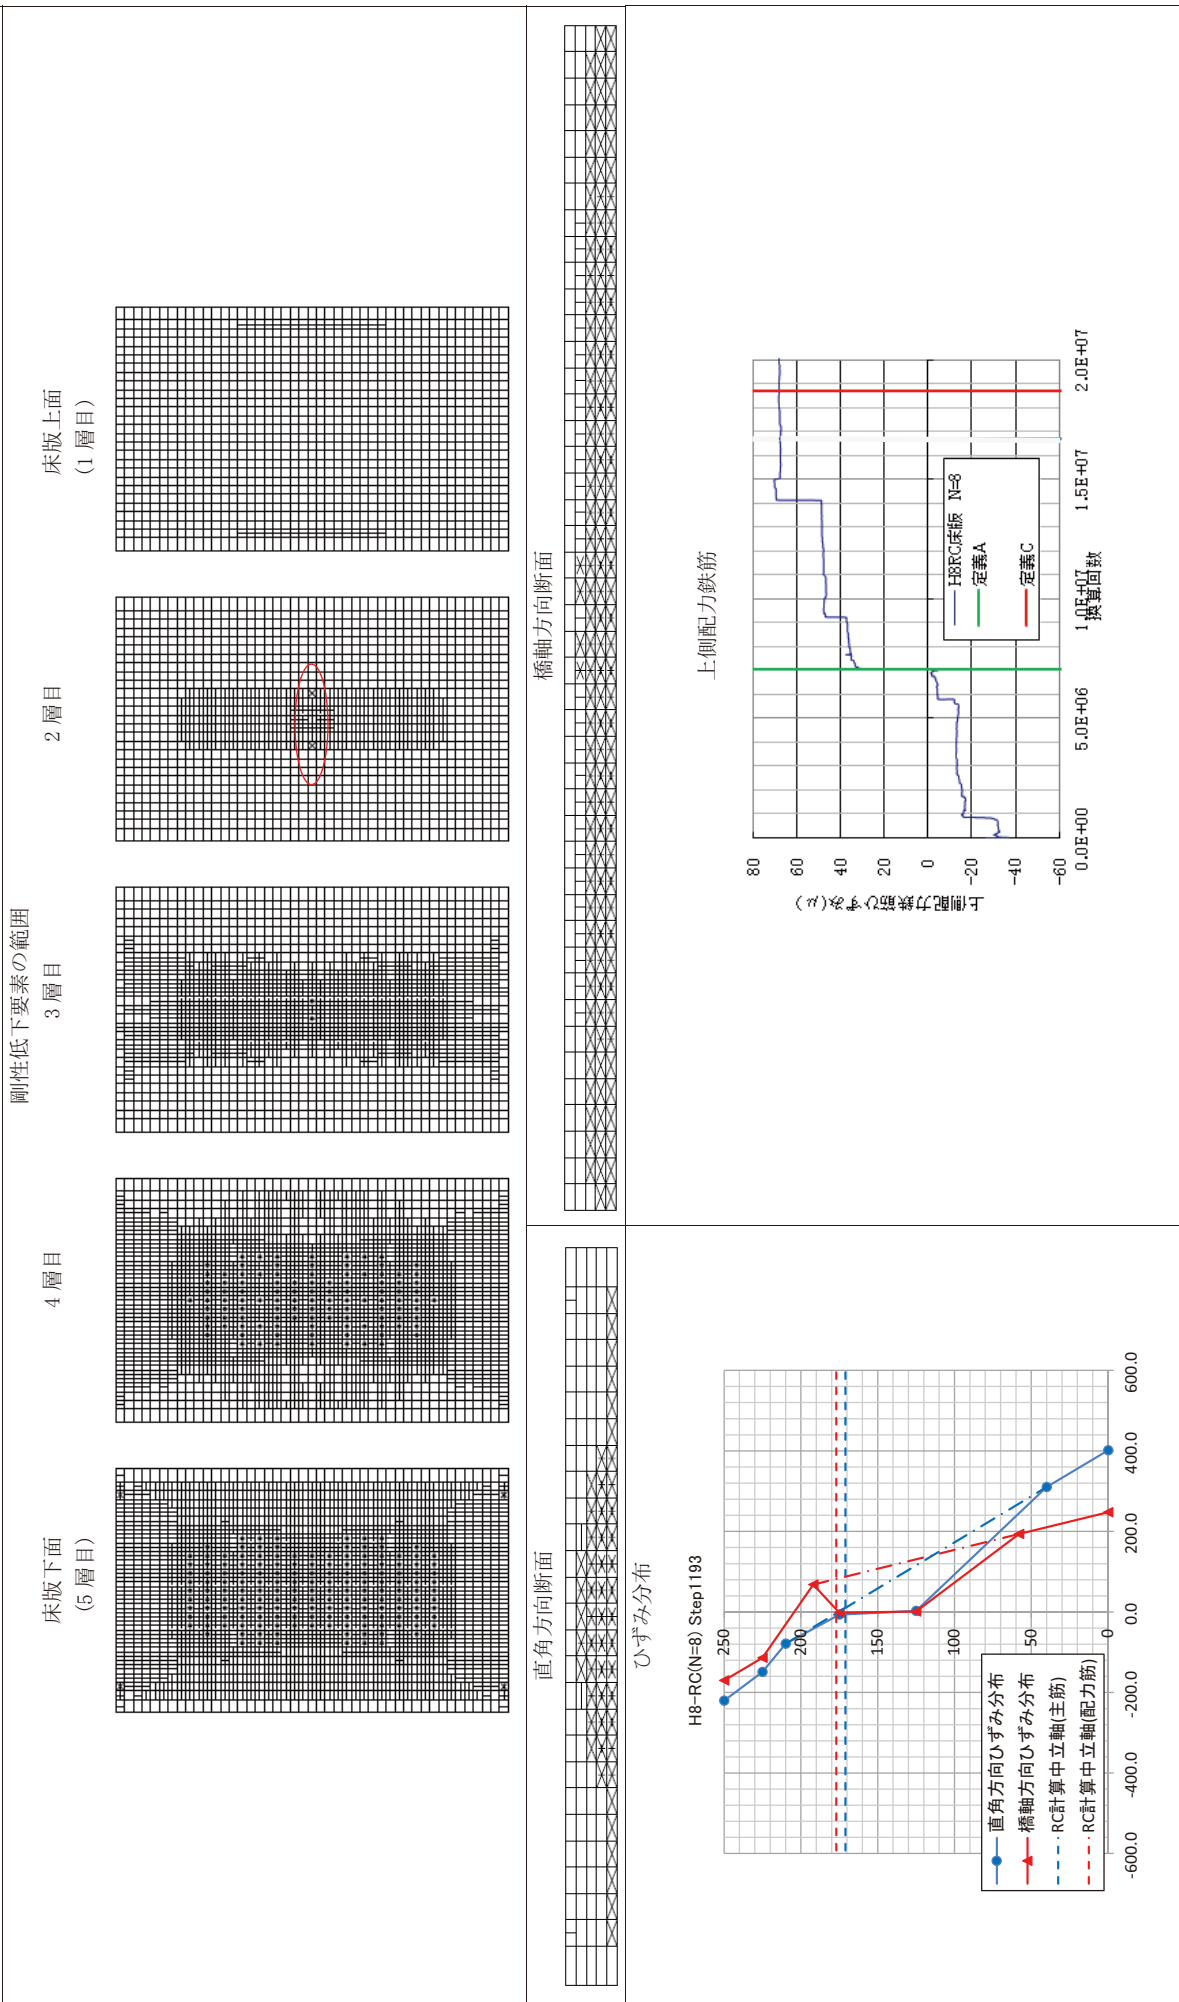 剛性低下要素の範囲
床版下面
(5 層目)
4 層目
3 層目
2 層目
床版上面
(1 層目)
直角方向断面
橋軸方向断面
ひずみ分布
H8-RC(N=8) Step1193
250
200
150
100
50
0
-600.0
-400.0
-200.0
0.0
200.0
400.0
600.0
直角方向ひずみ分布
橋軸方向ひずみ分布
RC計算中立軸(主筋)
RC計算中立軸(配力筋)
上側配力鉄筋
上側配力鉄筋ひずみ(μ)
80
60
40
20
0
-20
-40
-60
0.0E+00
5.0E+06
1.0E+07
1.5E+07
2.0E+07
換算回数
H8RC床版 N=8
定義A
定義C